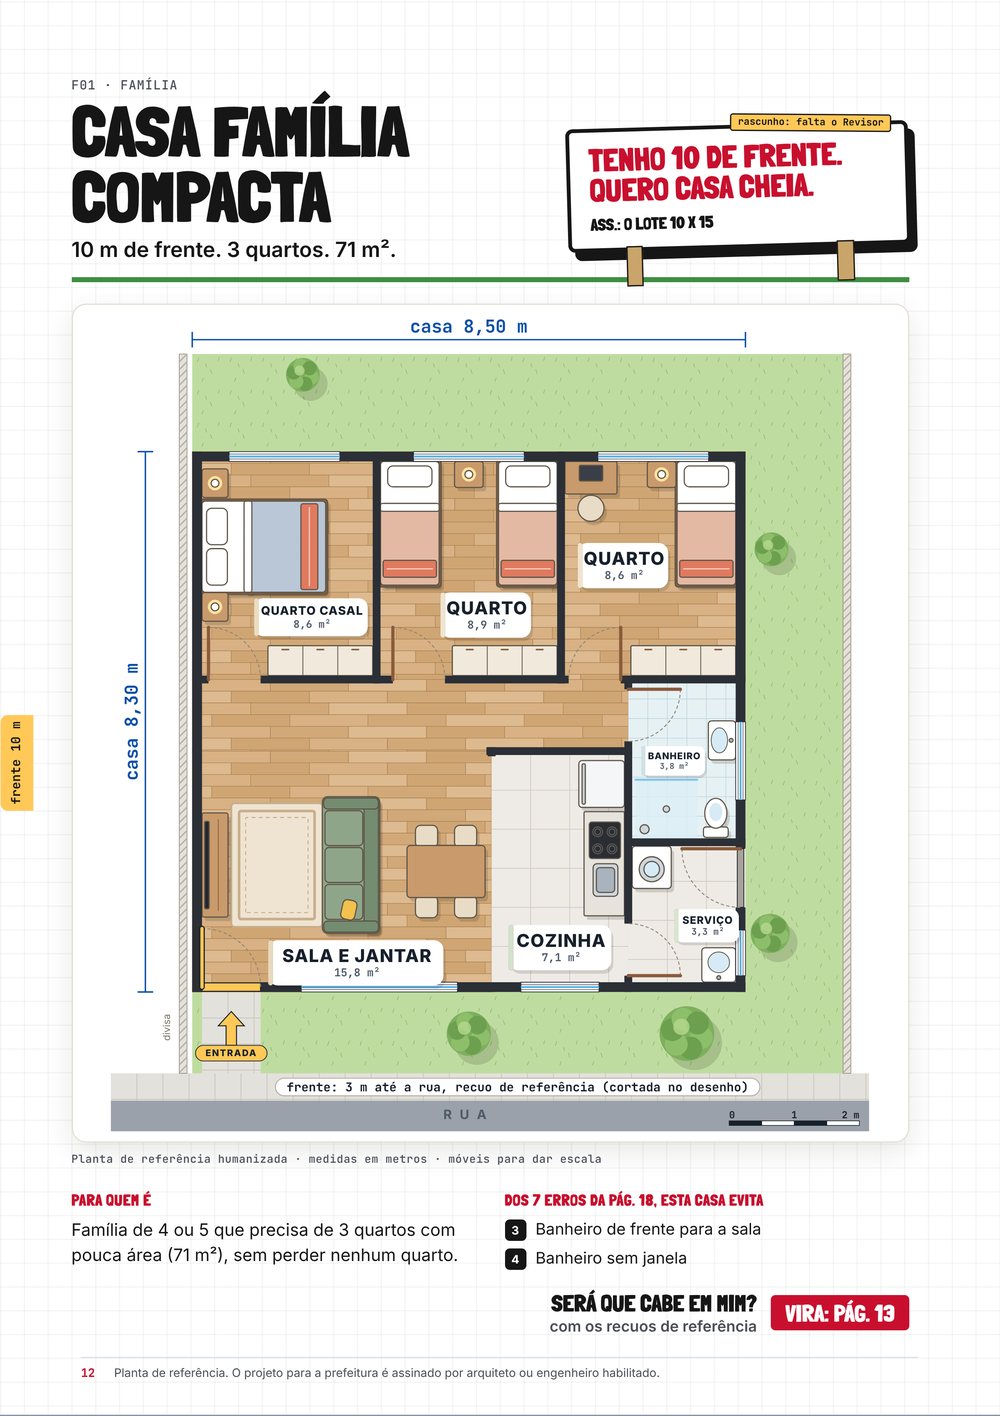 F01 · FAMÍLIA
CASA FAMÍLIA
COMPACTA
10 m de frente. 3 quartos. 71 m².
rascunho: falta o Revisor
TENHO 10 DE FRENTE.
QUERO CASA CHEIA.
ASS.: O LOTE 10 X 15
casa 8,50 m
casa 8,30 m
frente 10 m
QUARTO CASAL
8,6 m²
QUARTO
8,9 m²
QUARTO
8,6 m²
BANHEIRO
3,8 m²
SERVIÇO
3,3 m²
SALA E JANTAR
15,8 m²
COZINHA
7,1 m²
divisa
ENTRADA
frente: 3 m até a rua, recuo de referência (cortada no desenho)
RUA
0 1 2 m
Planta de referência humanizada · medidas em metros · móveis para dar escala
PARA QUEM É
Família de 4 ou 5 que precisa de 3 quartos com
pouca área (71 m²), sem perder nenhum quarto.
DOS 7 ERROS DA PÁG. 18, ESTA CASA EVITA
3 Banheiro de frente para a sala
4 Banheiro sem janela
SERÁ QUE CABE EM MIM?
com os recuos de referência
VIRA: PÁG. 13
12 Planta de referência. O projeto para a prefeitura é assinado por arquiteto ou engenheiro habilitado.